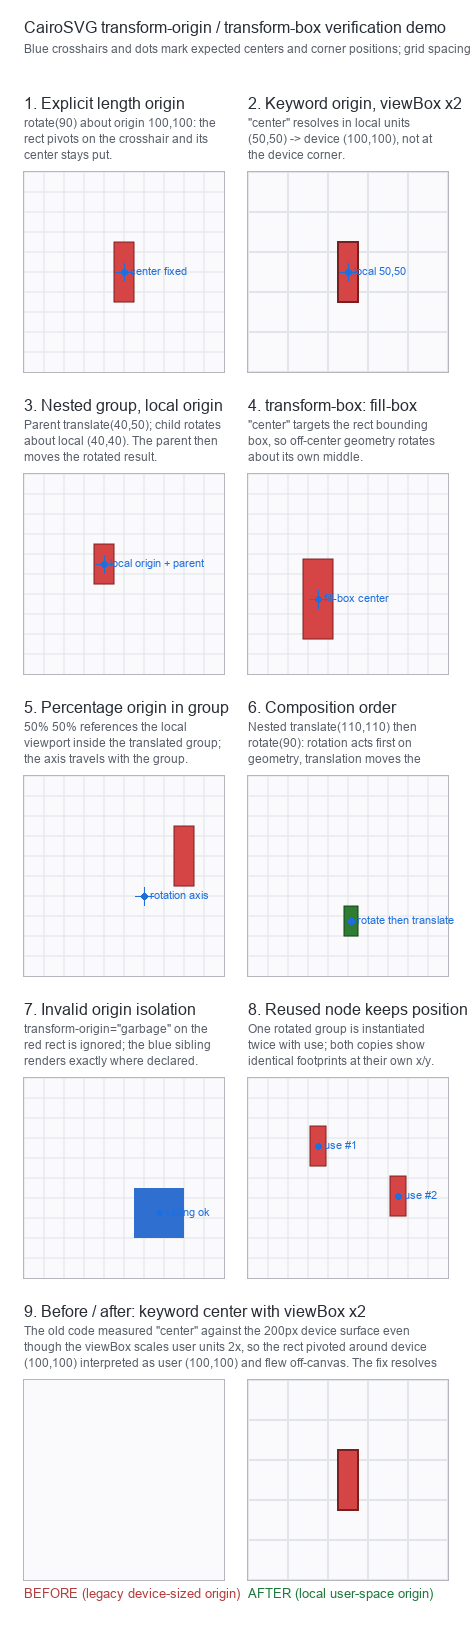 CairoSVG transform-origin / transform-box verification demo
Blue crosshairs and dots mark expected centers and corner positions; grid spacing
1. Explicit length origin
rotate(90) about origin 100,100: the
rect pivots on the crosshair and its
center stays put.
center fixed
2. Keyword origin, viewBox x2
"center" resolves in local units
(50,50) -> device (100,100), not at
the device corner.
local 50,50
3. Nested group, local origin
Parent translate(40,50); child rotates
about local (40,40). The parent then
moves the rotated result.
local origin + parent
4. transform-box: fill-box
"center" targets the rect bounding
box, so off-center geometry rotates
about its own middle.
fill-box center
5. Percentage origin in group
50% 50% references the local
viewport inside the translated group;
the axis travels with the group.
rotation axis
6. Composition order
Nested translate(110,110) then
rotate(90): rotation acts first on
geometry, translation moves the
rotate then translate
7. Invalid origin isolation
transform-origin="garbage" on the
red rect is ignored; the blue sibling
renders exactly where declared.
sibling ok
8. Reused node keeps position
One rotated group is instantiated
twice with use; both copies show
identical footprints at their own x/y.
use #1
use #2
9. Before / after: keyword center with viewBox x2
The old code measured "center" against the 200px device surface even
though the viewBox scales user units 2x, so the rect pivoted around device
(100,100) interpreted as user (100,100) and flew off-canvas. The fix resolves
BEFORE (legacy device-sized origin)
AFTER (local user-space origin)